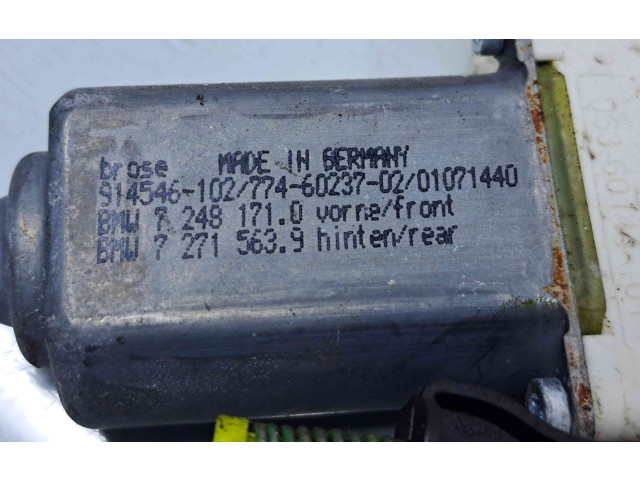 brose MADE IN GERMANY
914546-102/774-60237-02/01071440
BMW 7 248 171.0 vorne/front
BMW 7 271 563.9 hinten/rear